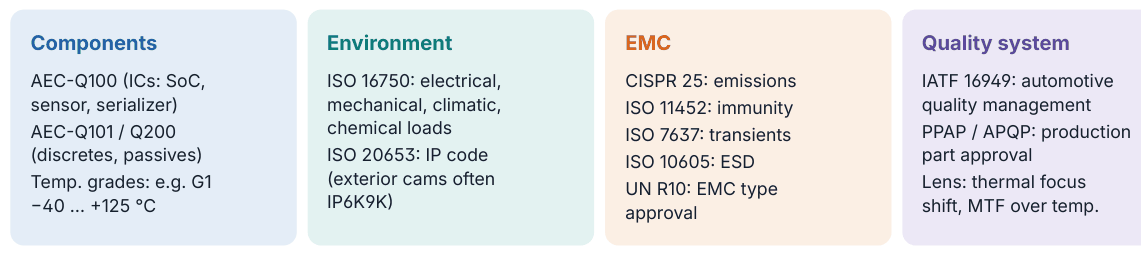 Components
AEC-Q100 (ICs: SoC,
sensor, serializer)
AEC-Q101 / Q200
(discretes, passives)
Temp. grades: e.g. G1
−40 … +125 °C
Environment
ISO 16750: electrical,
mechanical, climatic,
chemical loads
ISO 20653: IP code
(exterior cams often
IP6K9K)
EMC
CISPR 25: emissions
ISO 11452: immunity
ISO 7637: transients
ISO 10605: ESD
UN R10: EMC type
approval
Quality system
IATF 16949: automotive
quality management
PPAP / APQP: production
part approval
Lens: thermal focus
shift, MTF over temp.